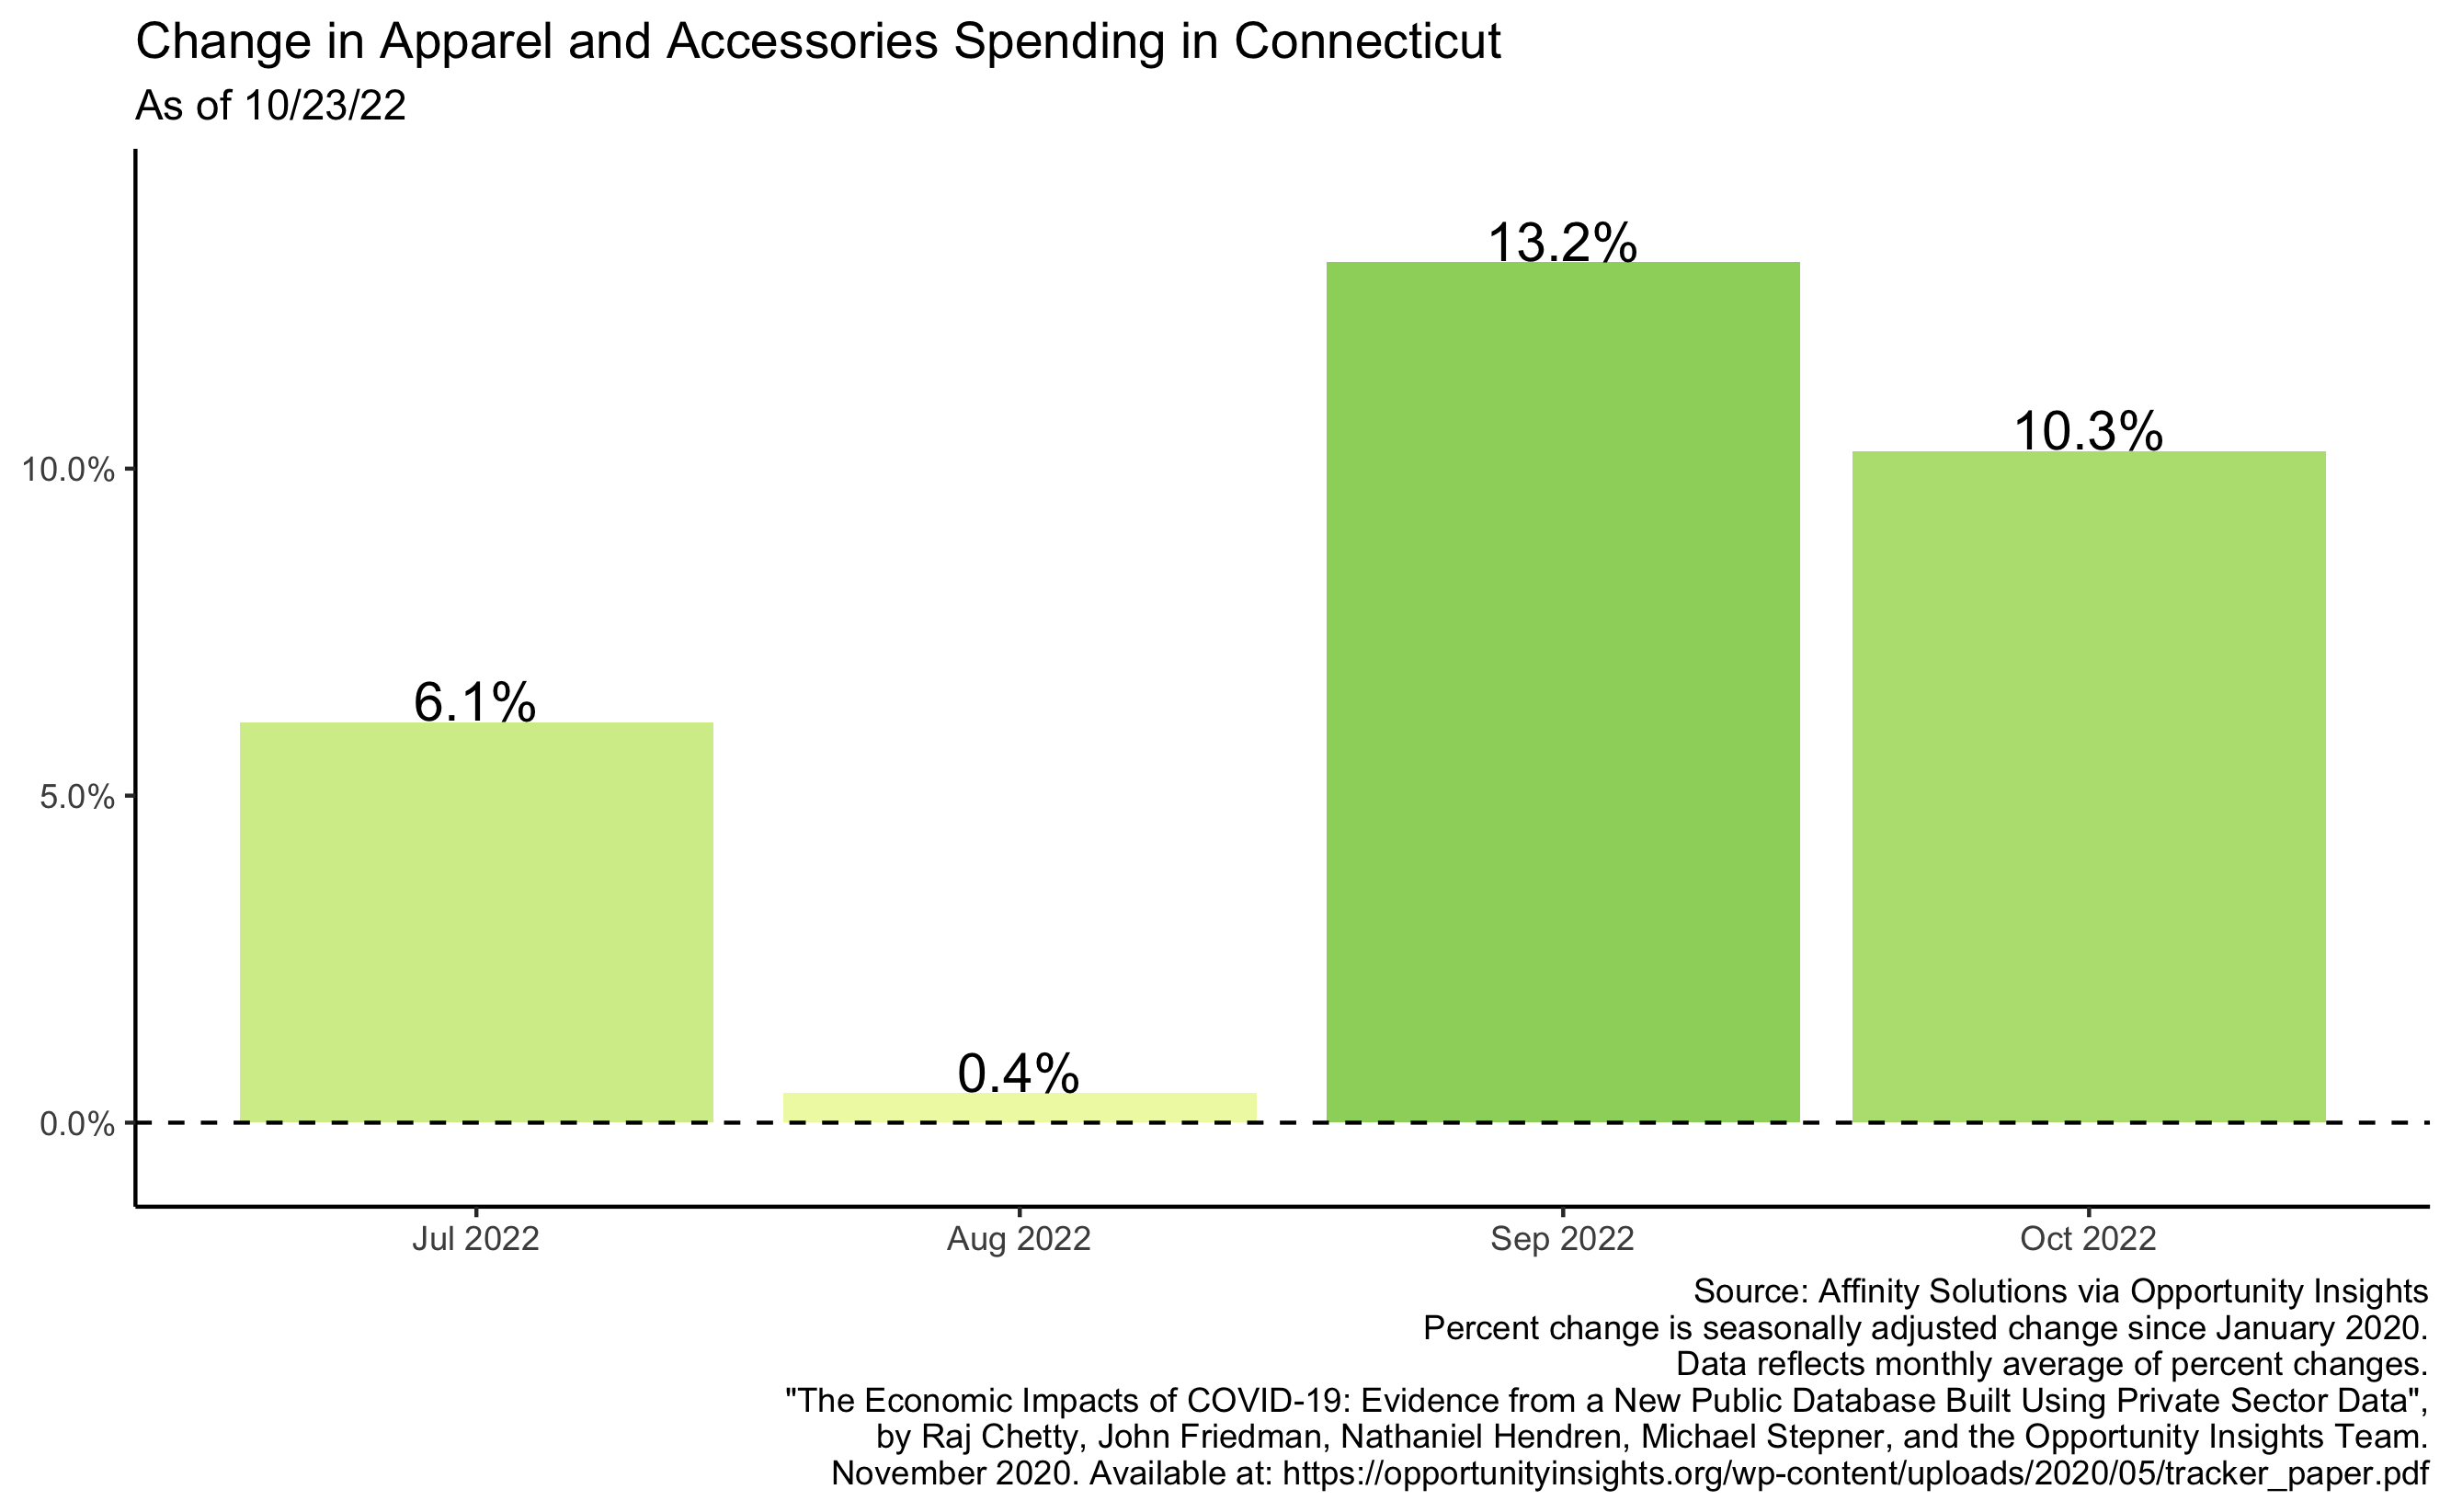 Change in Apparel and Accessories Spending in Connecticut
As of 10/23/22
13.2%
10.3%
10.0%
6.1%
5.0%
0.4%
0.0%
Jul 2022
Aug 2022
Sep 2022
Oct 2022
Source: Affinity Solutions via Opportunity Insights
Percent change is seasonally adjusted change since January 2020.
Data reflects monthly average of percent changes.
"The Economic Impacts of COVID-19: Evidence from a New Public Database Built Using Private Sector Data",
by Raj Chetty, John Friedman, Nathaniel Hendren, Michael Stepner, and the Opportunity Insights Team.
November 2020. Available at: https://opportunityinsights.org/wp-content/uploads/2020/05/tracker_paper.pdf